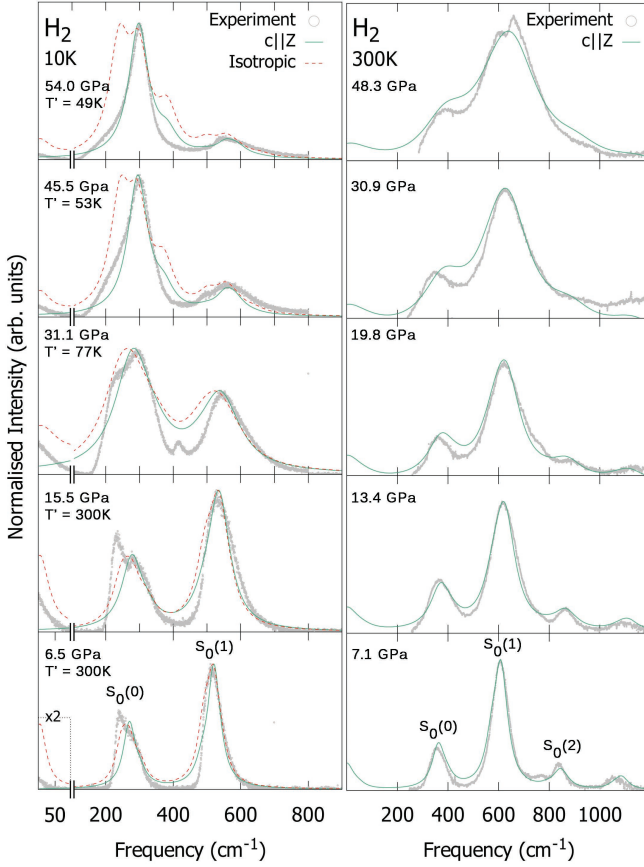 H₂
10K
Experiment
c||Z
Isotropic
54.0 GPa
T' = 49K
45.5 Gpa
T' = 53K
31.1 GPa
T' = 77K
15.5 GPa
T' = 300K
6.5 GPa
T' = 300K
S₀(0)
S₀(1)
x2
50 200 400 600 800
Frequency (cm⁻¹)
Normalised Intensity (arb. units)
H₂
300K
Experiment
c||Z
48.3 GPa
30.9 GPa
19.8 GPa
13.4 GPa
7.1 GPa
S₀(0)
S₀(1)
S₀(2)
200 400 600 800 1000
Frequency (cm⁻¹)